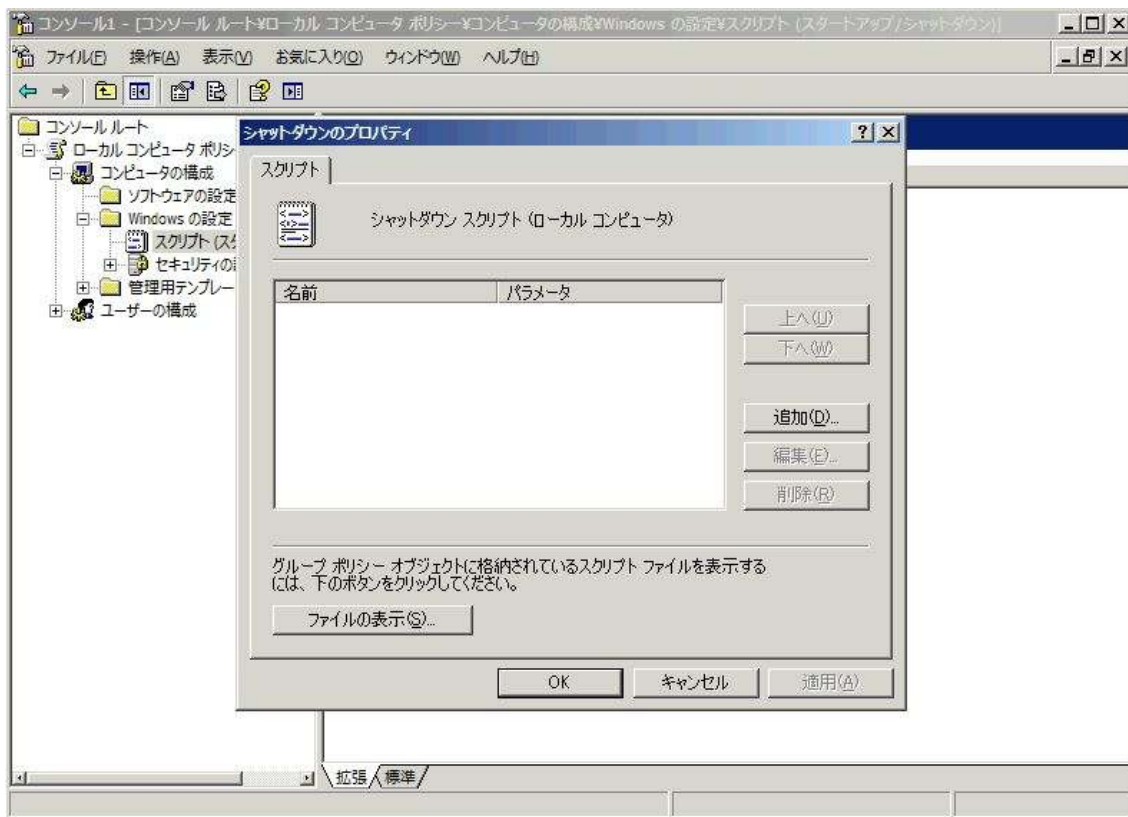 コンソール1 - [コンソール ルート¥ローカル コンピュータ ポリシー¥コンピュータの構成¥Windows の設定¥スクリプト (スタートアップ/シャットダウン)]
ファイル(F) 操作(A) 表示(V) お気に入り(O) ウィンドウ(W) ヘルプ(H)
コンソール ルート
ローカル コンピュータ ポリシ
コンピュータの構成
ソフトウェアの設定
Windows の設定
スクリプト (ス
セキュリティの
管理用テンプレー
ユーザーの構成
シャットダウンのプロパティ
スクリプト
シャットダウン スクリプト (ローカル コンピュータ)
名前 パラメータ
上へ(U)
下へ(W)
追加(D)...
編集(E)...
削除(R)
グループ ポリシー オブジェクトに格納されているスクリプト ファイルを表示する
には、下のボタンをクリックしてください。
ファイルの表示(S)...
OK キャンセル 適用(A)
拡張 標準